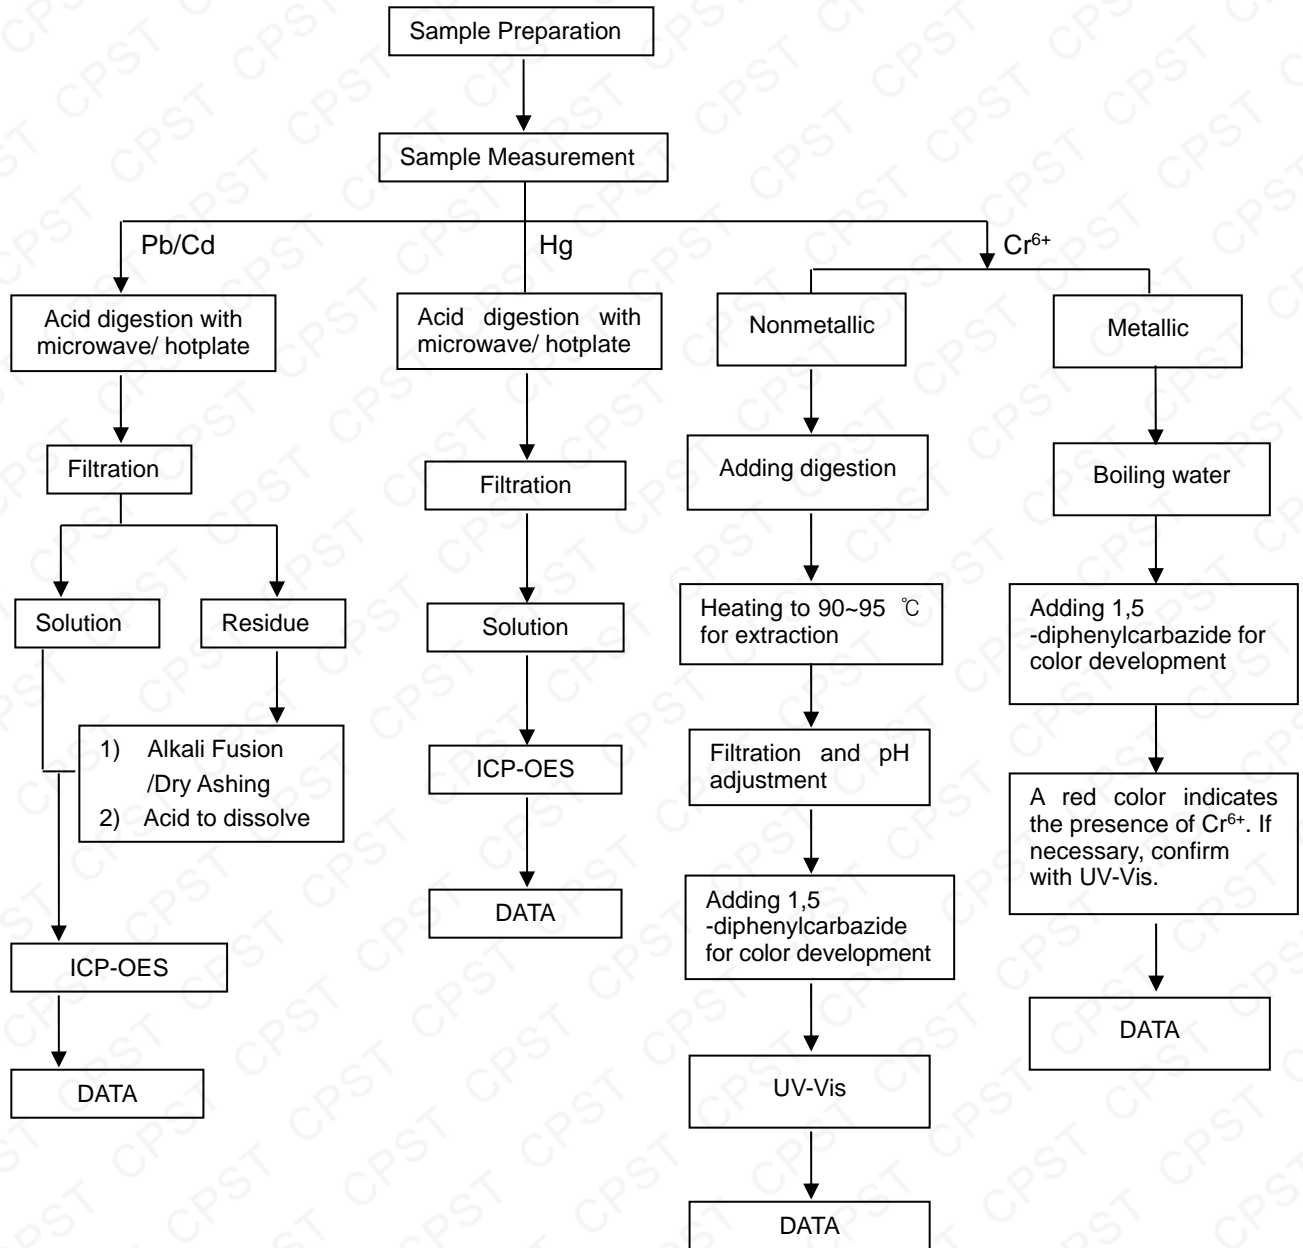 Sample Preparation
Sample Measurement
Pb/Cd
Hg
Cr⁶⁺
Acid digestion with
microwave/ hotplate
Filtration
Solution
Residue
1) Alkali Fusion
/Dry Ashing
2) Acid to dissolve
ICP-OES
DATA
Acid digestion with
microwave/ hotplate
Filtration
Solution
ICP-OES
DATA
Nonmetallic
Adding digestion
Heating to 90~95 ℃
for extraction
Filtration and pH
adjustment
Adding 1,5
-diphenylcarbazide
for color development
UV-Vis
DATA
Metallic
Boiling water
Adding 1,5
-diphenylcarbazide for
color development
A red color indicates
the presence of Cr⁶⁺. If
necessary, confirm
with UV-Vis.
DATA
CPST